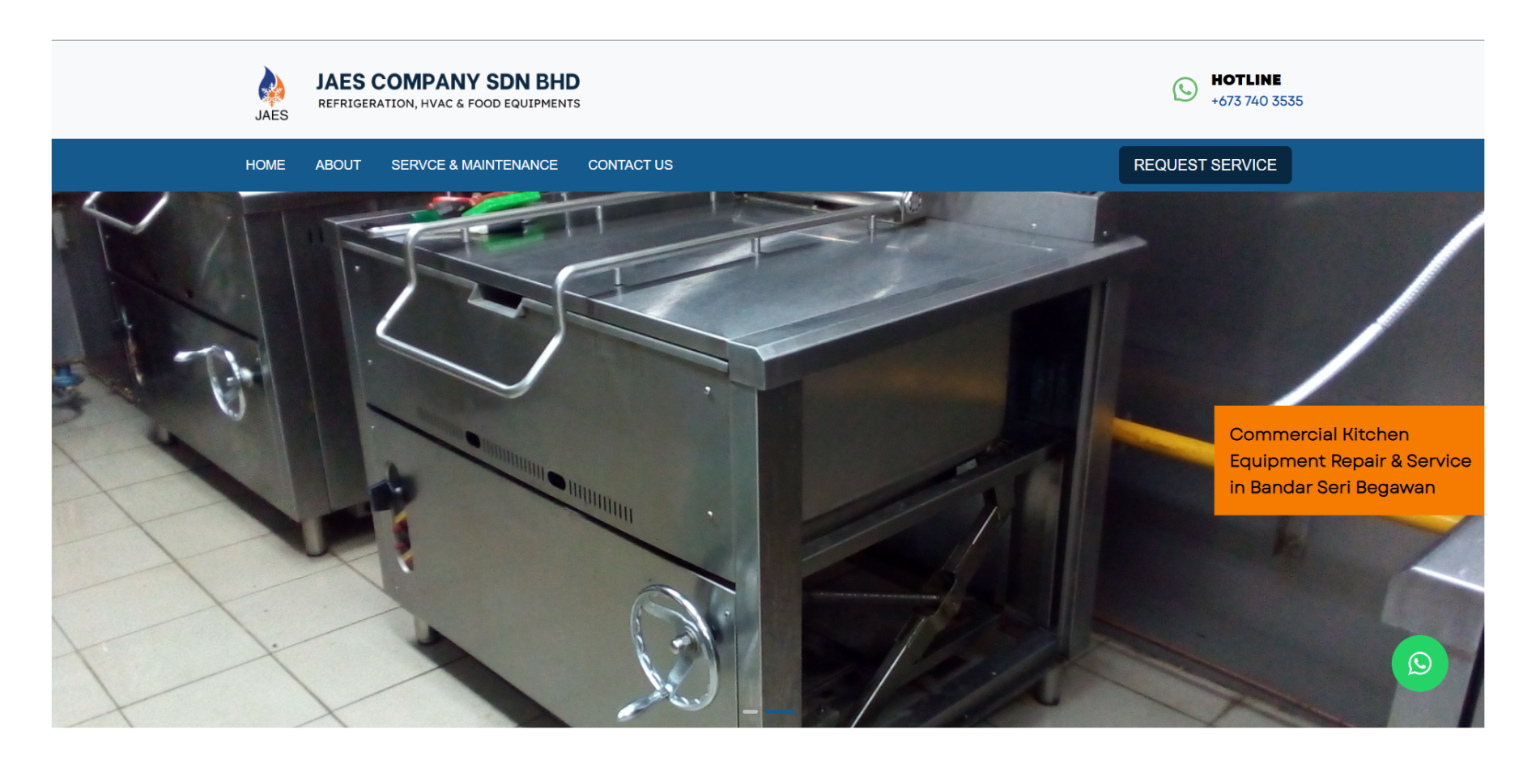 JAES
JAES COMPANY SDN BHD
REFRIGERATION, HVAC & FOOD EQUIPMENTS
HOTLINE
+673 740 3535
HOME
ABOUT
SERVCE & MAINTENANCE
CONTACT US
REQUEST SERVICE
Commercial Kitchen
Equipment Repair & Service
in Bandar Seri Begawan